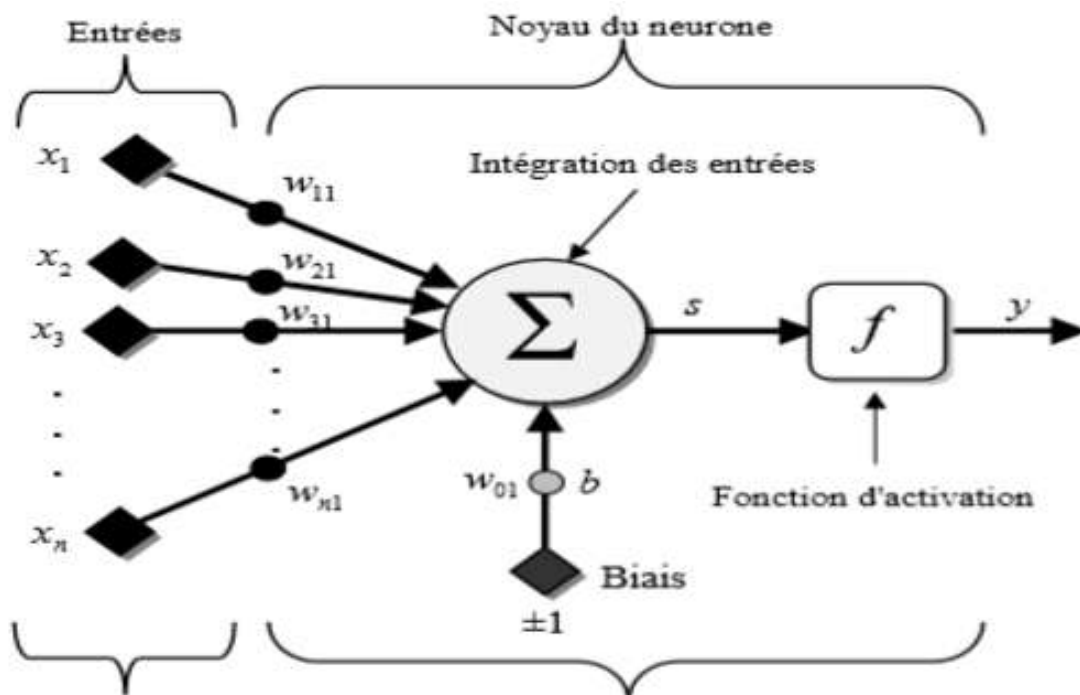 Entrées
Noyau du neurone
x1
w11
Intégration des entrées
x2
w21
x3
w31
Σ
s
f
y
xn
wn1
w01 b
Fonction d'activation
Biais
±1